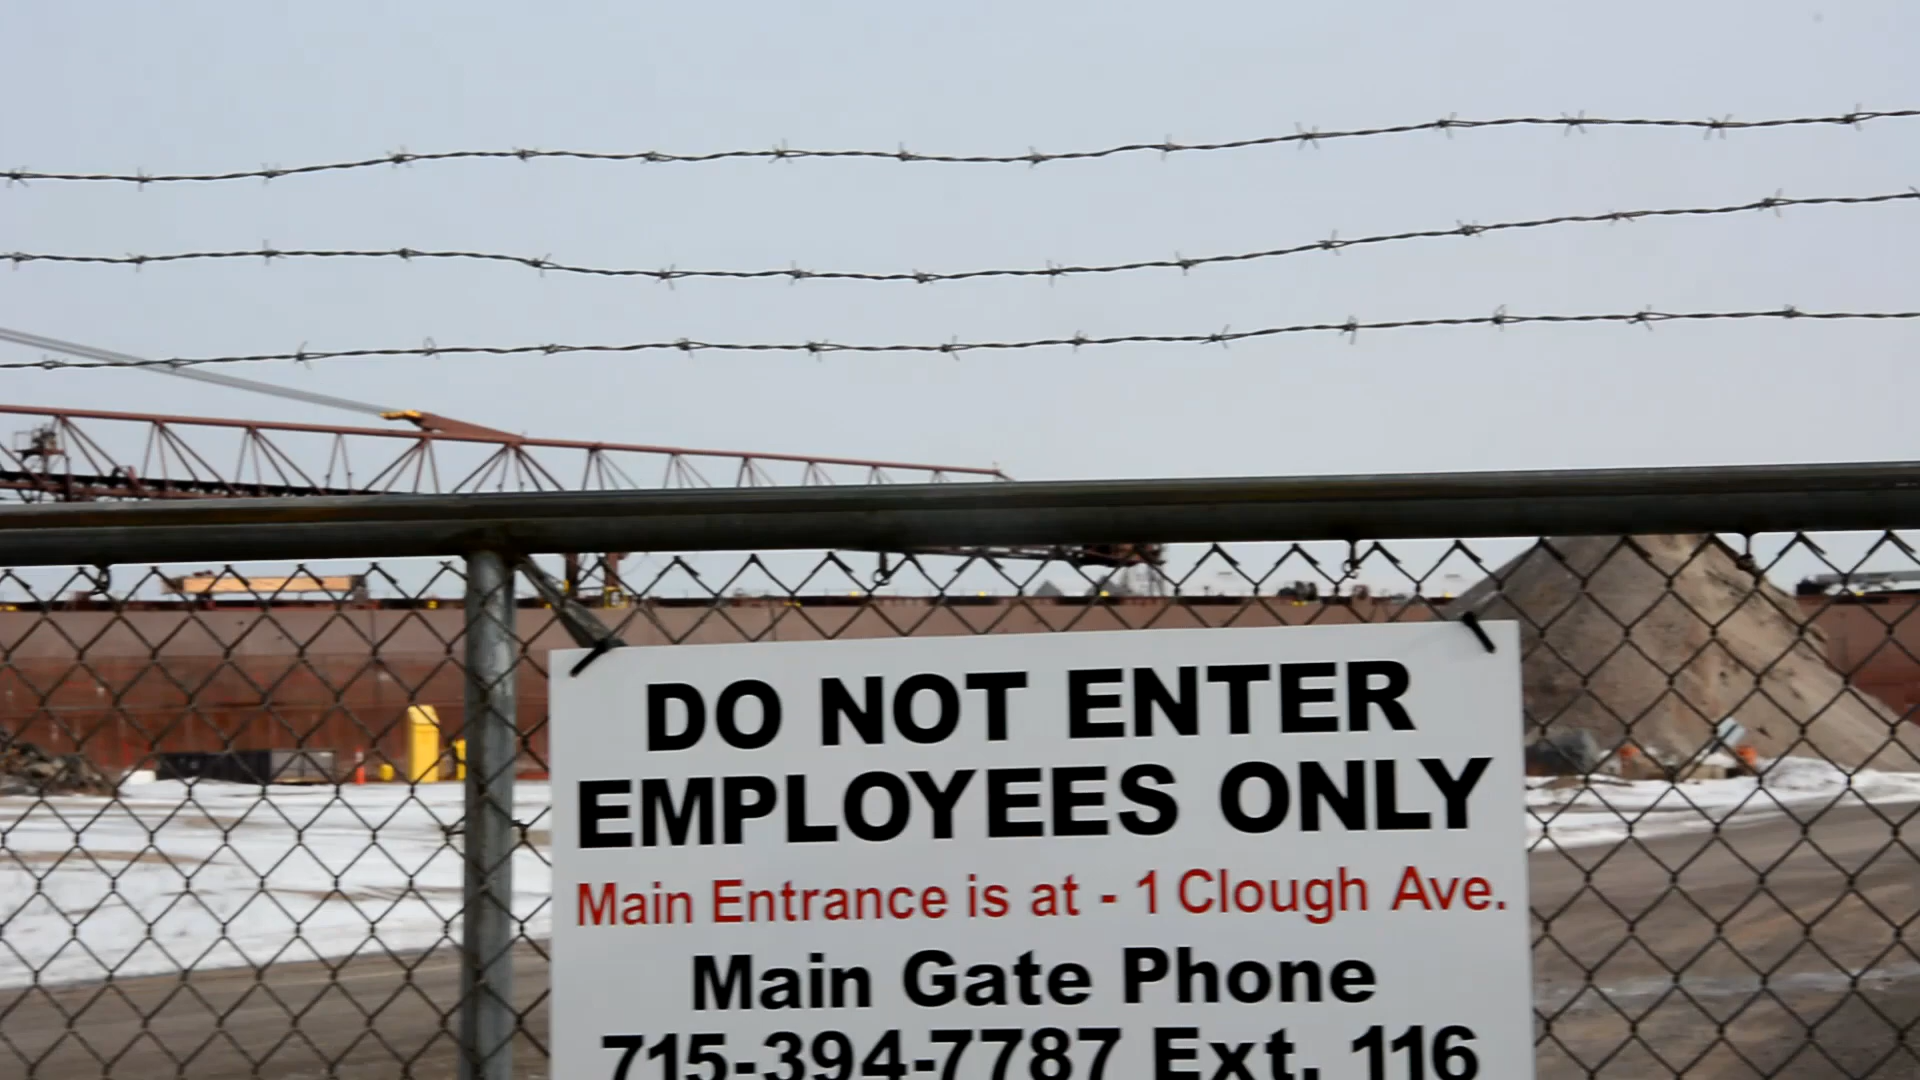 DO NOT ENTER
EMPLOYEES ONLY
Main Entrance is at - 1 Clough Ave.
Main Gate Phone
715-394-7787 Ext. 116